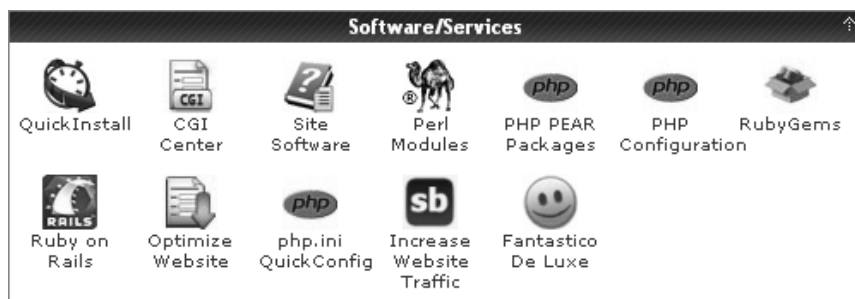 Software/Services
CGI
®
php
php
QuickInstall
CGI
Center
Site
Software
Perl
Modules
PHP PEAR
Packages
PHP
Configuration
RubyGems
RAILS
php
sb
Ruby on
Rails
Optimize
Website
php.ini
QuickConfig
Increase
Website
Traffic
Fantastico
De Luxe